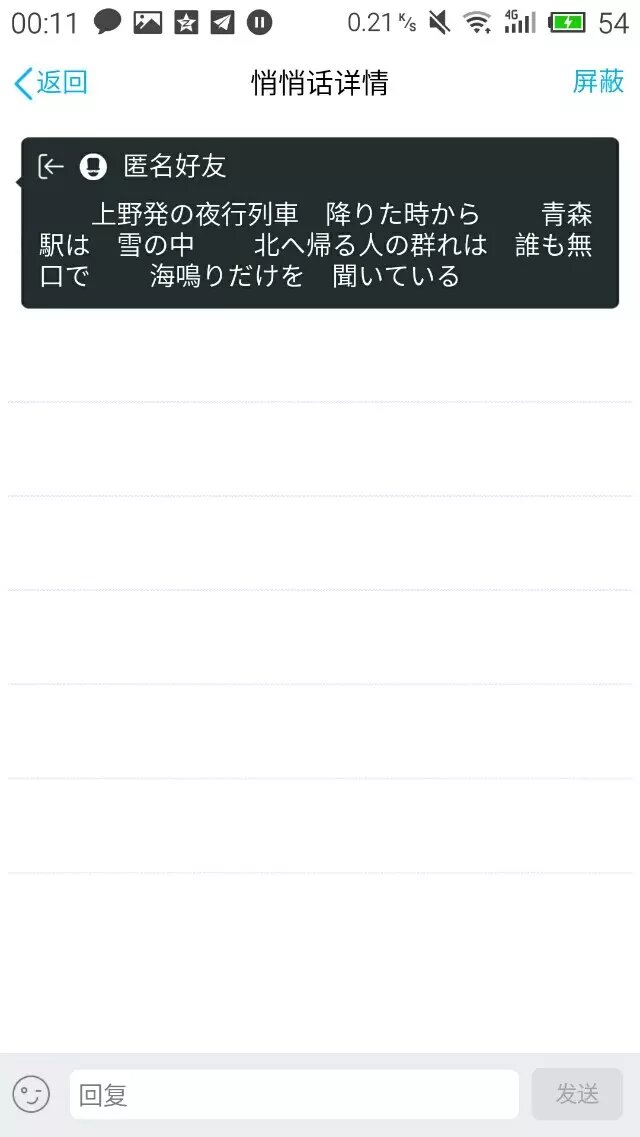 00:11 0.21 K/s 4G 54
返回 悄悄话详情 屏蔽
匿名好友
上野発の夜行列車　降りた時から　　青森
駅は　雪の中　　北へ帰る人の群れは　誰も無
口で　　海鳴りだけを　聞いている
回复 发送